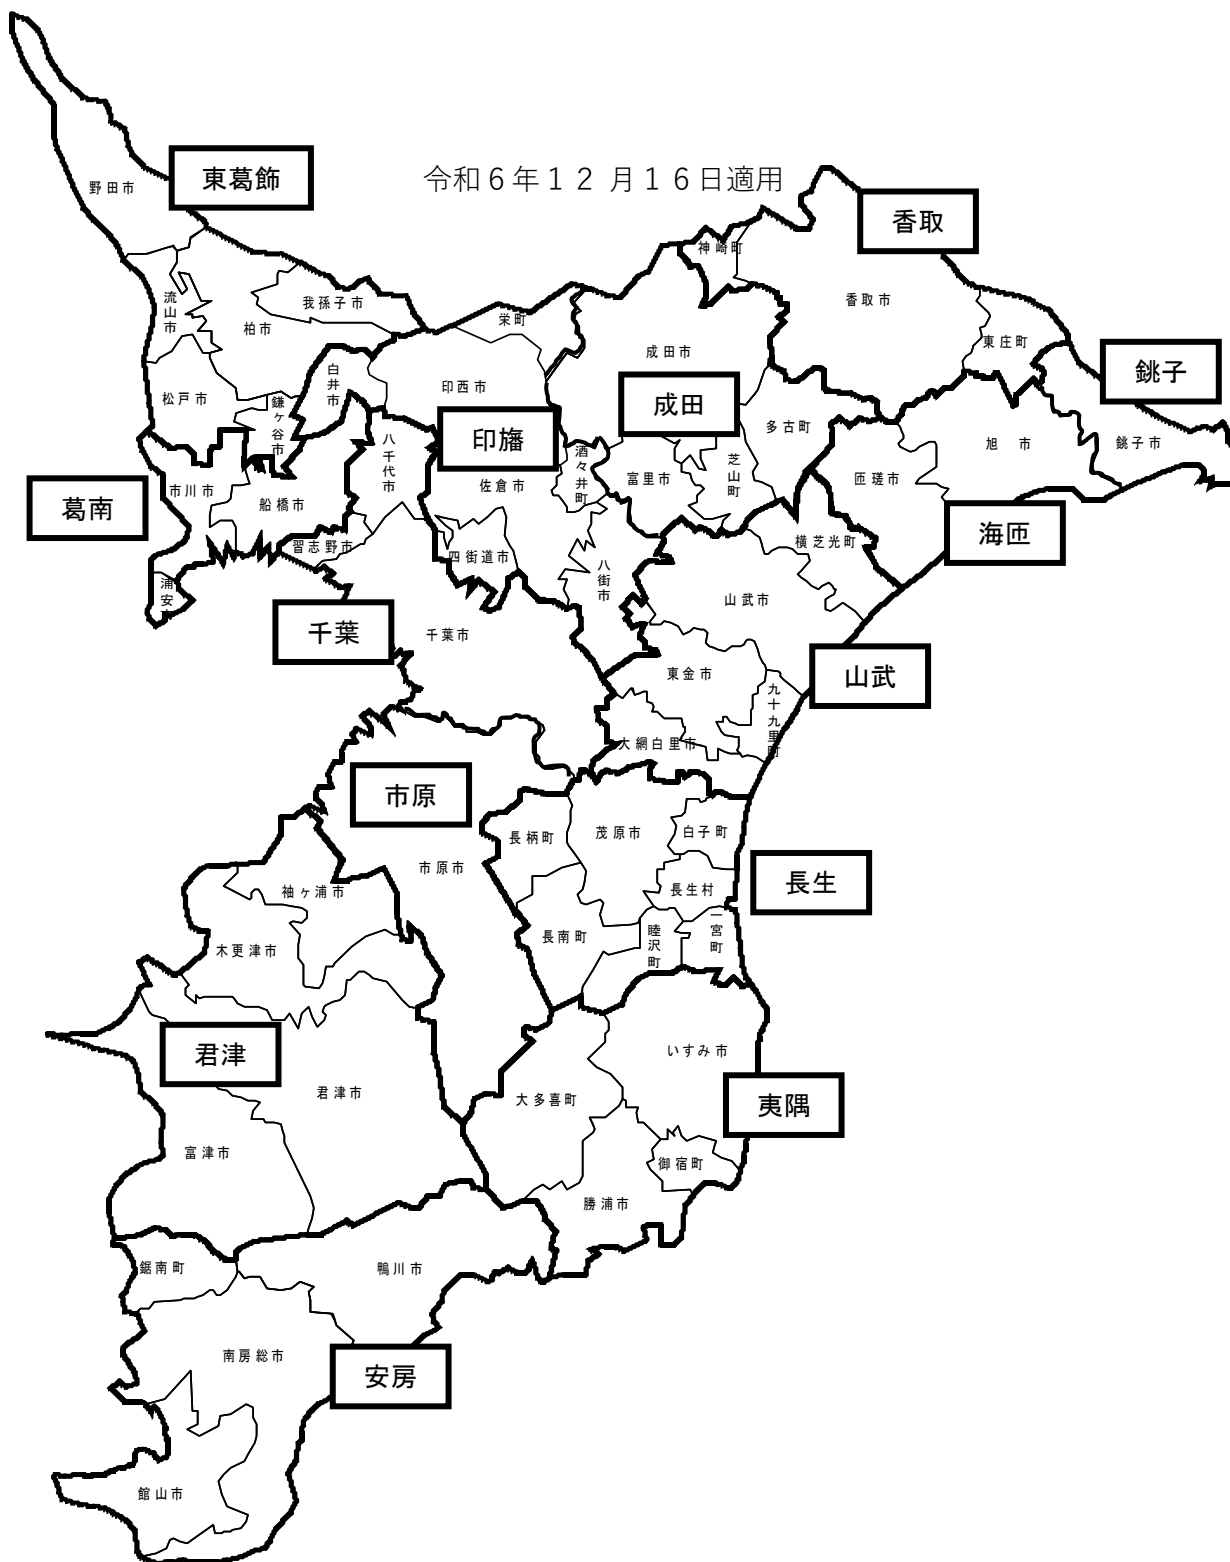 令和６年１２ 月１６日適用
東葛飾
野田市
香取
神崎町
香取市
流山市
柏市
我孫子市
栄町
成田市
東庄町
銚子
松戸市
鎌ヶ谷市
白井市
印西市
印旛
成田
多古町
旭　市
銚子市
葛南
市川市
船橋市
八千代市
佐倉市
酒々井町
富里市
芝山町
匝瑳市
海匝
習志野市
四街道市
八街市
横芝光町
浦安
千葉
千葉市
山武市
東金市
山武
九十九里町
大網白里市
市原
市原市
長柄町
茂原市
白子町
長生
長生村
袖ヶ浦市
木更津市
長南町
睦沢町
一宮町
君津
君津市
いすみ市
大多喜町
夷隅
富津市
御宿町
勝浦市
鋸南町
鴨川市
南房総市
安房
館山市